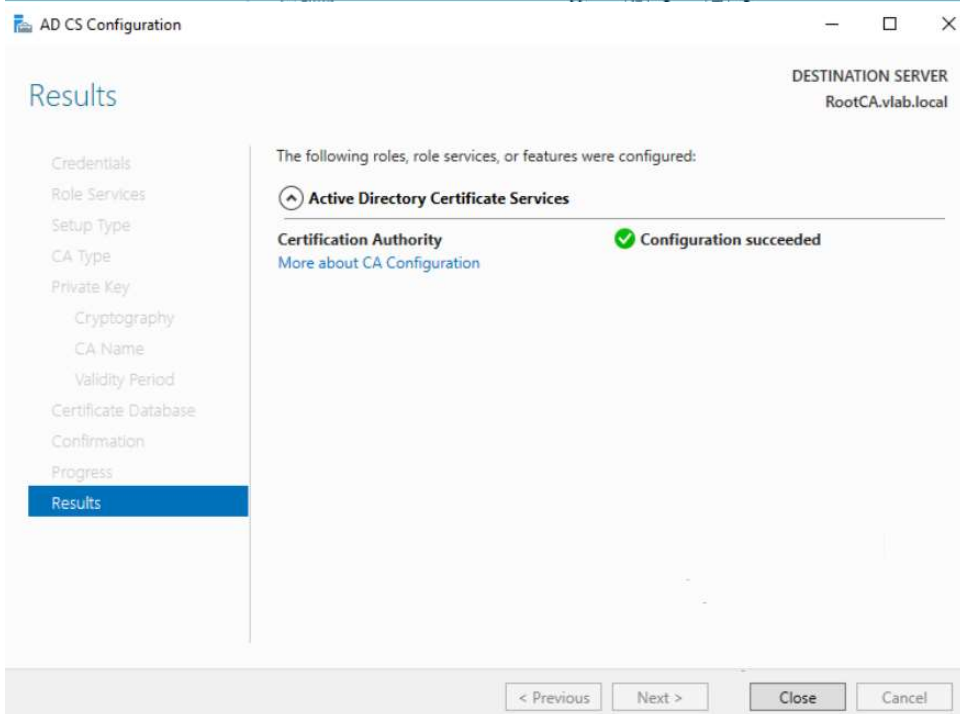 AD CS Configuration
DESTINATION SERVER
RootCA.vlab.local
Results
Credentials
Role Services
Setup Type
CA Type
Private Key
Cryptography
CA Name
Validity Period
Certificate Database
Confirmation
Progress
Results
The following roles, role services, or features were configured:
Active Directory Certificate Services
Certification Authority
Configuration succeeded
More about CA Configuration
< Previous
Next >
Close
Cancel